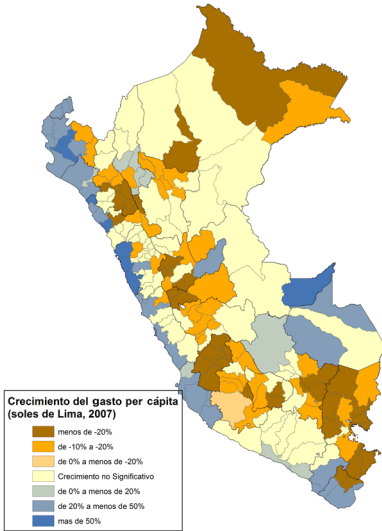 Crecimiento del gasto per cápita
(soles de Lima, 2007)
menos de -20%
de -10% a -20%
de 0% a menos de -20%
Crecimiento no Significativo
de 0% a menos de 20%
de 20% a menos de 50%
mas de 50%